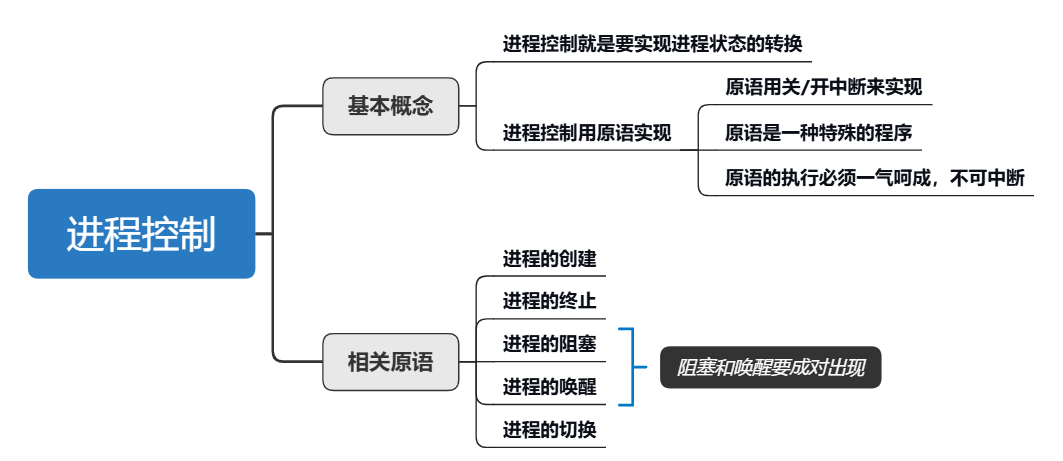 进程控制
基本概念
进程控制就是要实现进程状态的转换
进程控制用原语实现
原语用关/开中断来实现
原语是一种特殊的程序
原语的执行必须一气呵成，不可中断
相关原语
进程的创建
进程的终止
进程的阻塞
进程的唤醒
进程的切换
阻塞和唤醒要成对出现